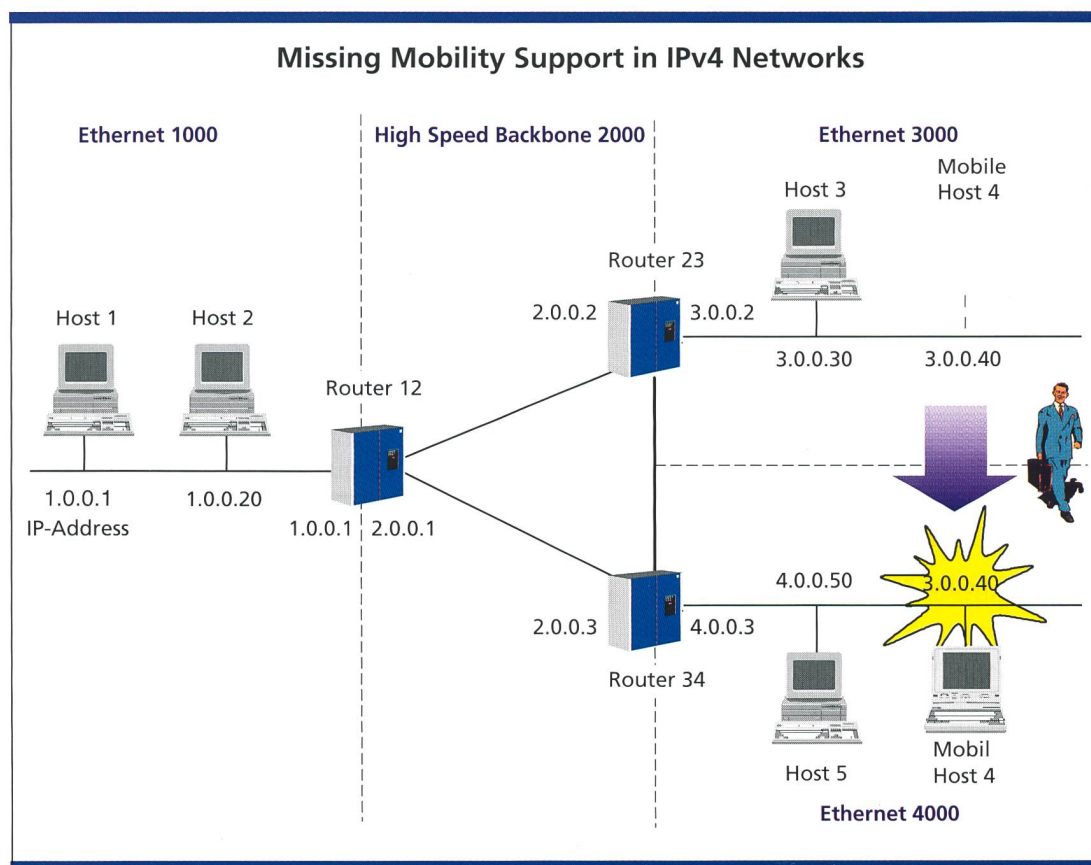 Missing Mobility Support in IPv4 Networks
Ethernet 1000
High Speed Backbone 2000
Ethernet 3000
Mobile
Host 4
Host 3
Router 23
2.0.0.2
3.0.0.2
Host 1
Host 2
3.0.0.30
3.0.0.40
Router 12
1.0.0.1
IP-Address
1.0.0.20
1.0.0.1
2.0.0.1
4.0.0.50
3.0.0.40
2.0.0.3
4.0.0.3
Router 34
Host 5
Mobil
Host 4
Ethernet 4000